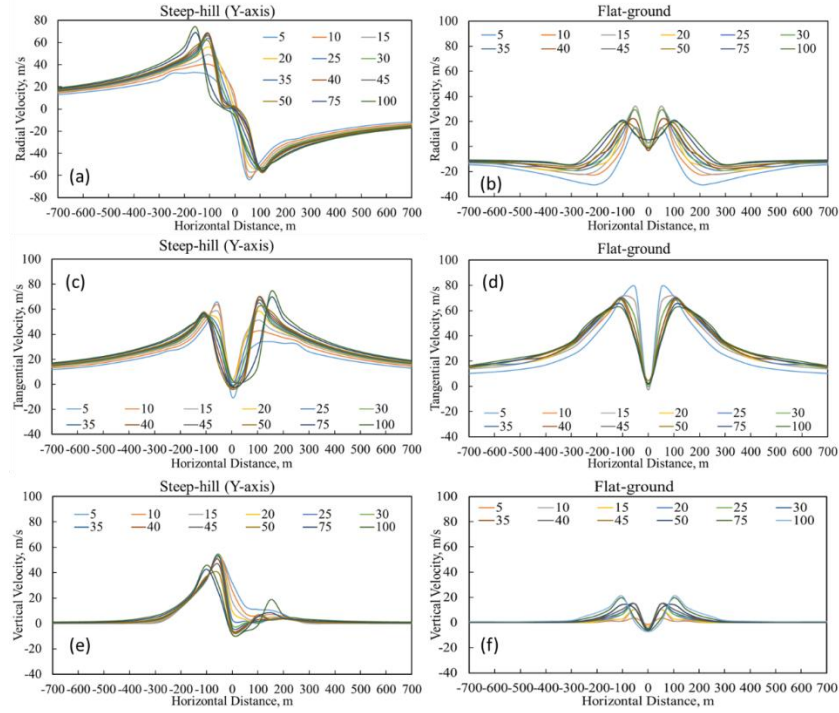 Steep-hill (Y-axis)
80
60
40
20
0
-20
-40
-60
-80
5 10 15
20 25 30
35 40 45
50 75 100
(a)
Radial Velocity, m/s
-700 -600 -500 -400 -300 -200 -100 0 100 200 300 400 500 600 700
Horizontal Distance, m
Flat-ground
100
80
60
40
20
0
-20
-40
5 10 15 20 25 30
35 40 45 50 75 100
(b)
Radial Velocity, m/s
-700 -600 -500 -400 -300 -200 -100 0 100 200 300 400 500 600 700
Horizontal Distance, m
Steep-hill (Y-axis)
100
80
60
40
20
0
-20
-40
(c)
5 10 15 20 25 30
35 40 45 50 75 100
Tangential Velocity, m/s
-700 -600 -500 -400 -300 -200 -100 0 100 200 300 400 500 600 700
Horizontal Distance, m
Flat-ground
100
80
60
40
20
0
-20
-40
(d)
5 10 15 20 25 30
35 40 45 50 75 100
Tangential Velocity, m/s
-700 -600 -500 -400 -300 -200 -100 0 100 200 300 400 500 600 700
Horizontal Distance, m
Steep-hill (Y-axis)
100
80
60
40
20
0
-20
-40
5 10 15 20 25 30
35 40 45 50 75 100
(e)
Vertical Velocity, m/s
-700 -600 -500 -400 -300 -200 -100 0 100 200 300 400 500 600 700
Horizontal Distance, m
Flat-ground
100
80
60
40
20
0
-20
-40
5 10 15 20 25 30
35 40 45 50 75 100
(f)
Vertical Velocity, m/s
-700 -600 -500 -400 -300 -200 -100 0 100 200 300 400 500 600 700
Horizontal Distance, m